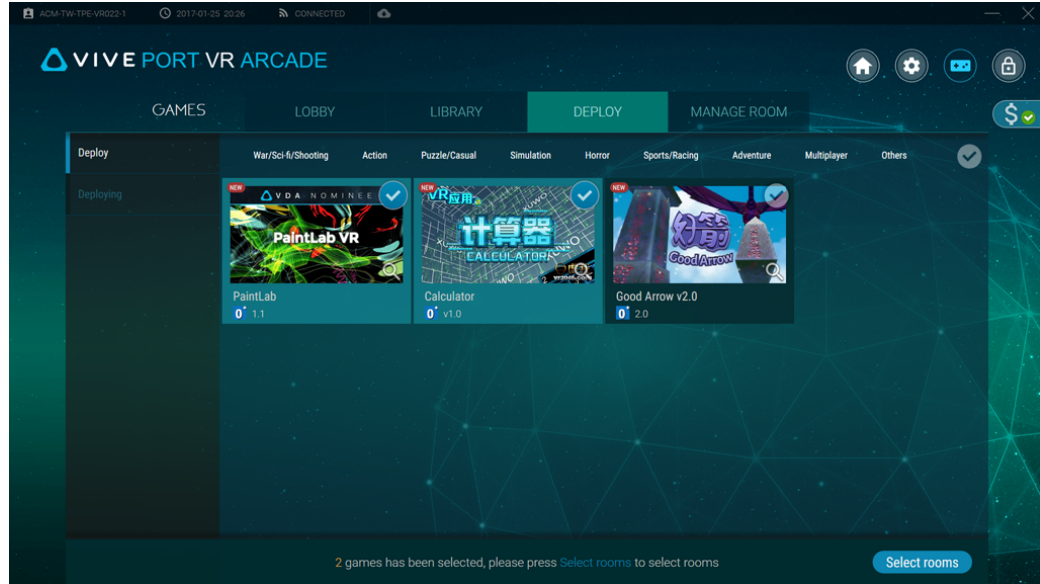 ACM-TW-TPE-VR022-1 2017-01-25 20:26 CONNECTED
VIVE PORT VR ARCADE
GAMES LOBBY LIBRARY DEPLOY MANAGE ROOM
$
Deploy
Deploying
War/Sci-fi/Shooting Action Puzzle/Casual Simulation Horror Sports/Racing Adventure Multiplayer Others
NEW VDA NOMINEE
PaintLab VR
PaintLab
0+ 1.1
NEW VR应用
计算器
CALCULATOR
Calculator
0+ v1.0
NEW
好箭
Good Arrow
Good Arrow v2.0
0+ 2.0
2 games has been selected, please press Select rooms to select rooms
Select rooms